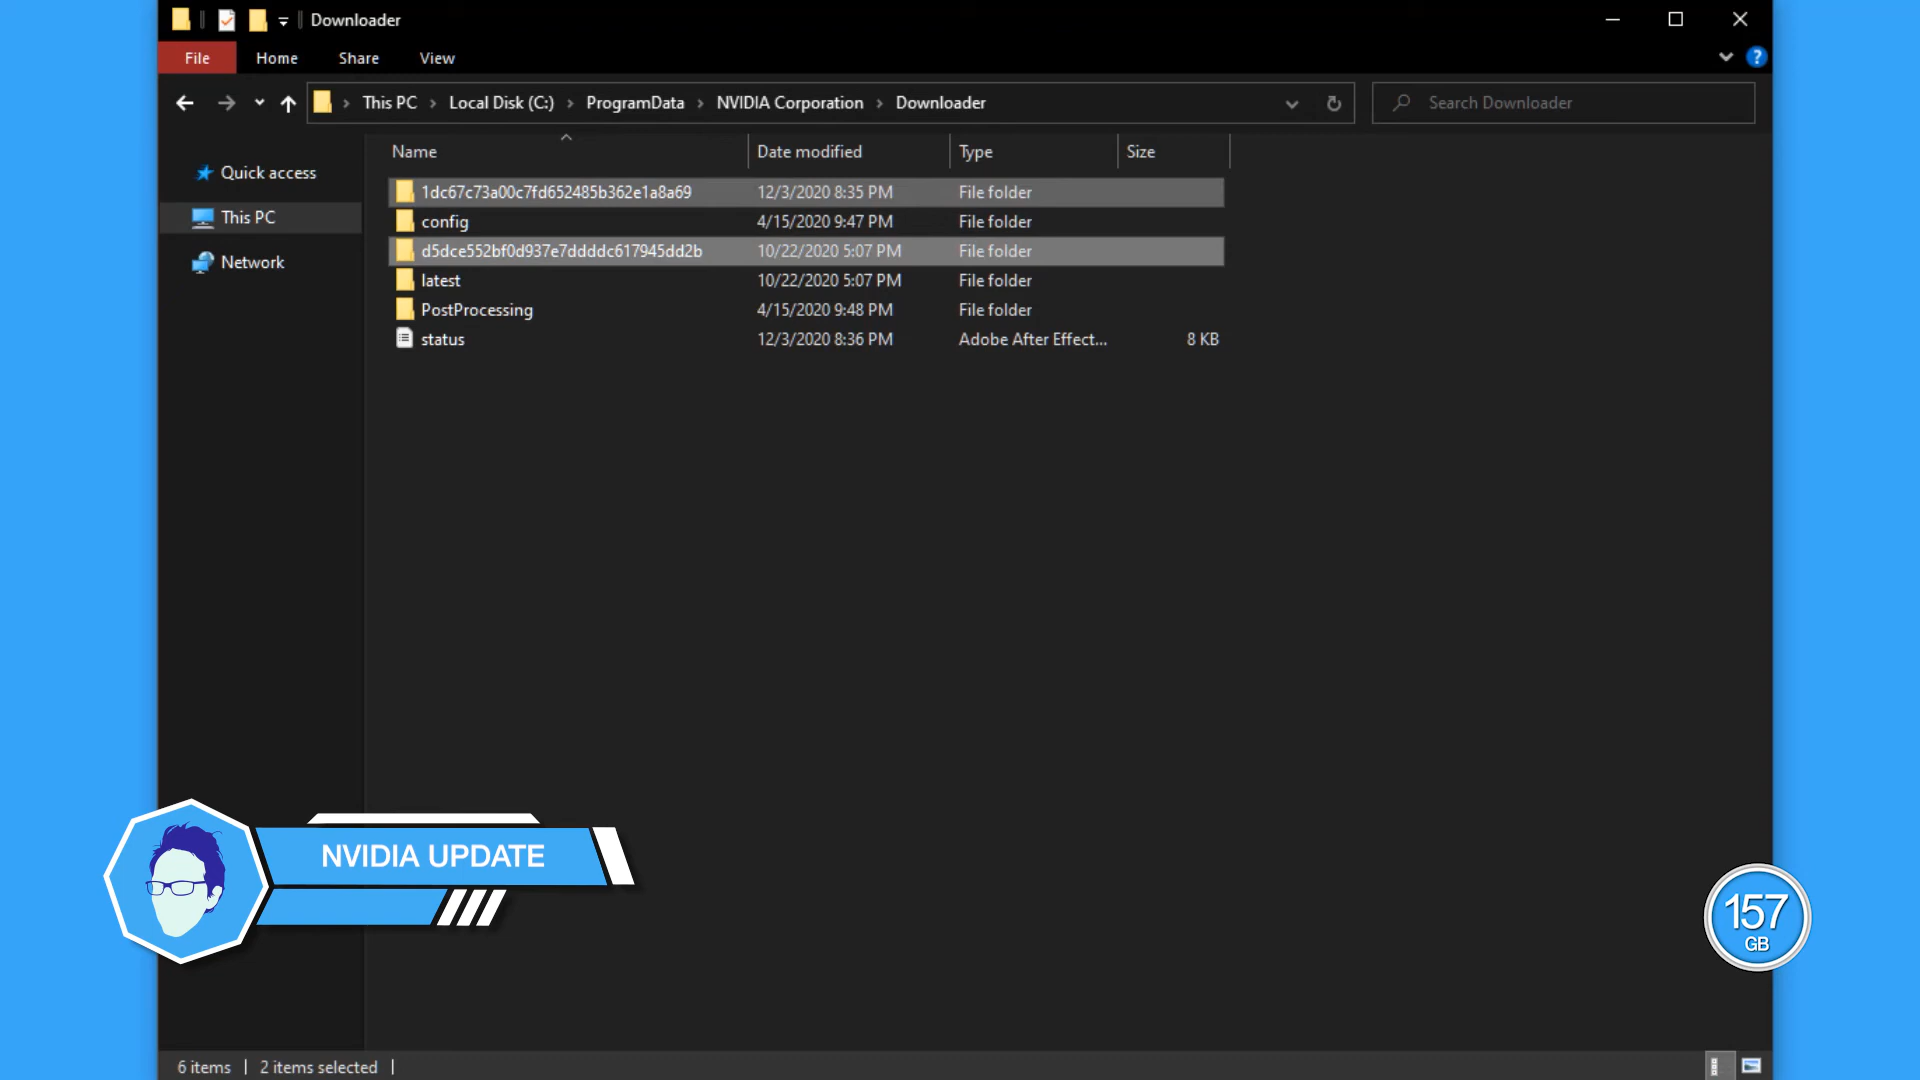 Downloader
File Home Share View
This PC Local Disk (C:) ProgramData NVIDIA Corporation Downloader
Search Downloader
Name Date modified Type Size
Quick access
This PC
Network
1dc67c73a00c7fd652485b362e1a8a69 12/3/2020 8:35 PM File folder
config 4/15/2020 9:47 PM File folder
d5dce552bf0d937e7ddddc617945dd2b 10/22/2020 5:07 PM File folder
latest 10/22/2020 5:07 PM File folder
PostProcessing 4/15/2020 9:48 PM File folder
status 12/3/2020 8:36 PM Adobe After Effect... 8 KB
NVIDIA UPDATE
157
GB
6 items 2 items selected